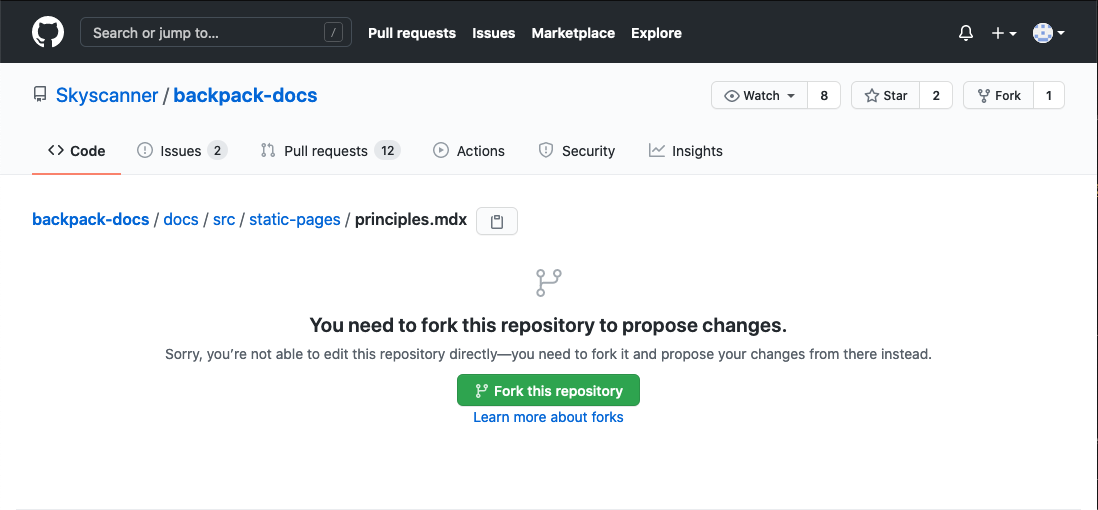 Search or jump to… / Pull requests Issues Marketplace Explore
Skyscanner / backpack-docs Watch 8 Star 2 Fork 1
Code Issues 2 Pull requests 12 Actions Security Insights
backpack-docs / docs / src / static-pages / principles.mdx
You need to fork this repository to propose changes.
Sorry, you’re not able to edit this repository directly—you need to fork it and propose your changes from there instead.
Fork this repository
Learn more about forks